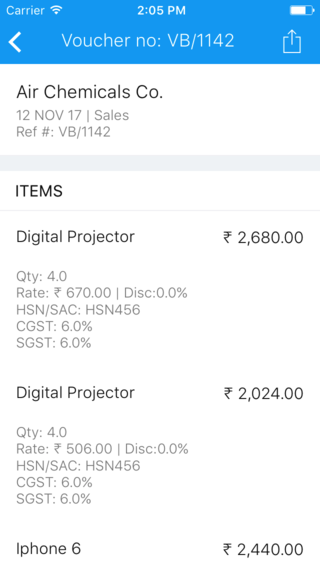 Carrier 2:05 PM
Voucher no: VB/1142
Air Chemicals Co.
12 NOV 17 | Sales
Ref #: VB/1142
ITEMS
Digital Projector ₹ 2,680.00
Qty: 4.0
Rate: ₹ 670.00 | Disc:0.0%
HSN/SAC: HSN456
CGST: 6.0%
SGST: 6.0%
Digital Projector ₹ 2,024.00
Qty: 4.0
Rate: ₹ 506.00 | Disc:0.0%
HSN/SAC: HSN456
CGST: 6.0%
SGST: 6.0%
Iphone 6 ₹ 2,440.00